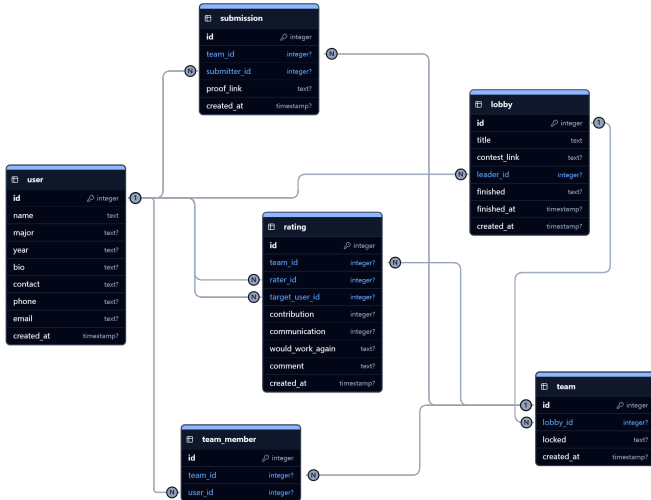 submission
id integer
team_id integer?
submitter_id integer?
proof_link text?
created_at timestamp?
lobby
id integer
title text
contest_link text?
leader_id integer?
finished text?
finished_at timestamp?
created_at timestamp?
user
id integer
name text
major text?
year text?
bio text?
contact text?
phone text?
email text?
created_at timestamp?
rating
id integer
team_id integer?
rater_id integer?
target_user_id integer?
contribution integer?
communication integer?
would_work_again text?
comment text?
created_at timestamp?
team
id integer
lobby_id integer?
locked text?
created_at timestamp?
team_member
id integer
team_id integer?
user_id integer?
N
N
1
N
1
N
N
N
1
N
N
N